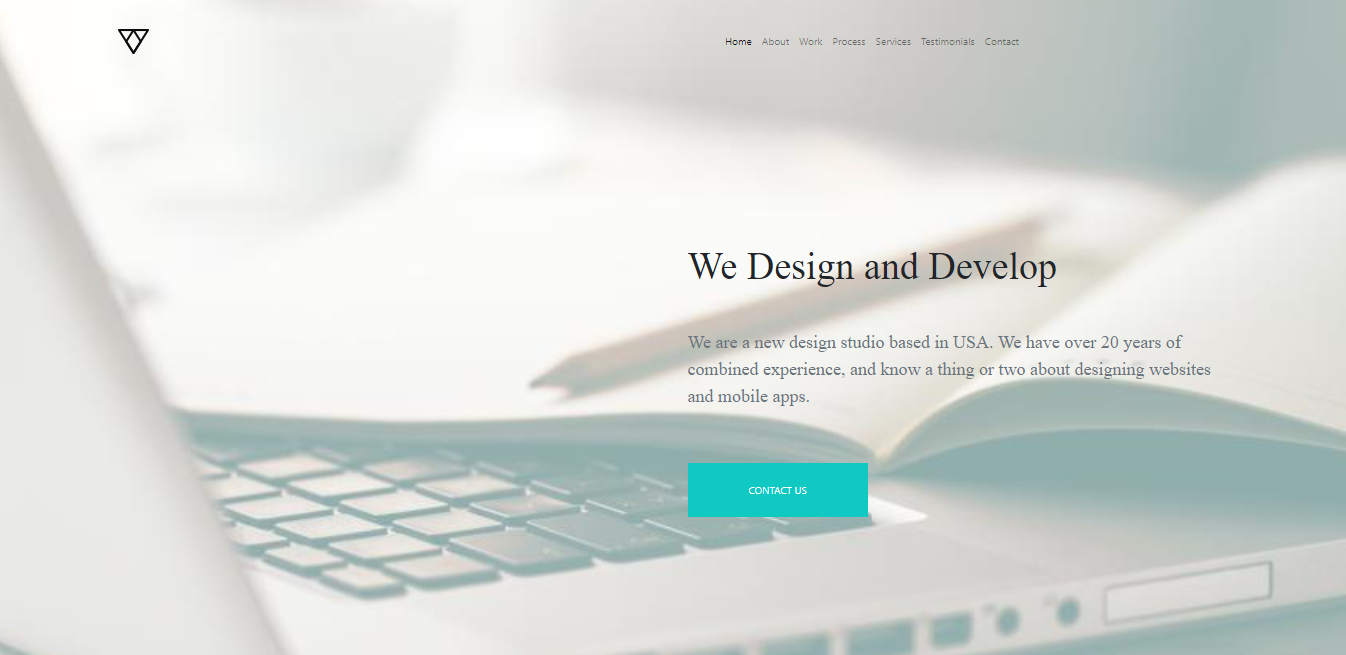 Home About Work Process Services Testimonials Contact
We Design and Develop
We are a new design studio based in USA. We have over 20 years of
combined experience, and know a thing or two about designing websites
and mobile apps.
CONTACT US